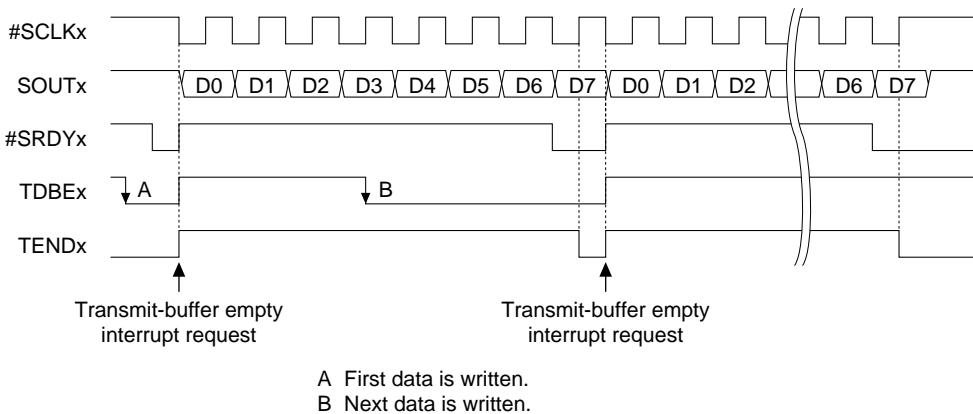 #SCLKx
SOUTx D0 D1 D2 D3 D4 D5 D6 D7 D0 D1 D2 D6 D7
#SRDYx
TDBEx A B
TENDx
Transmit-buffer empty Transmit-buffer empty
interrupt request interrupt request
A First data is written.
B Next data is written.